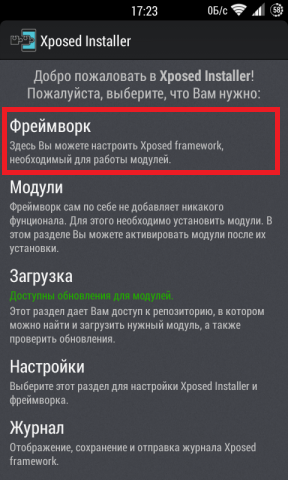 17:23
0Б/с
58
Xposed Installer
Добро пожаловать в Xposed Installer!
Пожалуйста, выберите, что Вам нужно:
Фреймворк
Здесь Вы можете настроить Xposed framework,
необходимый для работы модулей.
Модули
Фреймворк сам по себе не добавляет никакого
фунционала. Для этого необходимо установить модули. В
этом разделе Вы можете активировать модули после их
установки.
Загрузка
Доступны обновления для модулей.
Этот раздел дает Вам доступ к репозиторию, в котором
можно найти и загрузить нужный модуль, а также
проверить обновления.
Настройки
Выберите этот раздел для настройки Xposed Installer и
фреймворка.
Журнал
Отображение, сохранение и отправка журнала Xposed
framework.